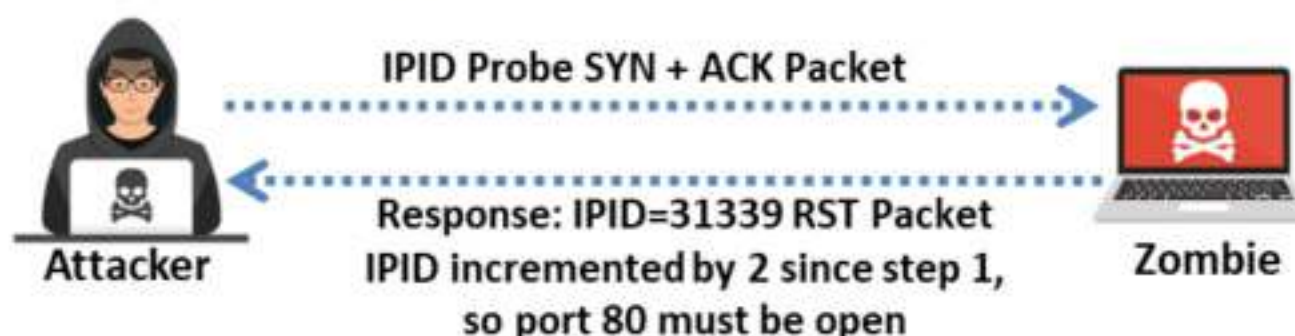 IPID Probe SYN + ACK Packet
Response: IPID=31339 RST Packet
IPID incremented by 2 since step 1,
so port 80 must be open
Attacker
Zombie